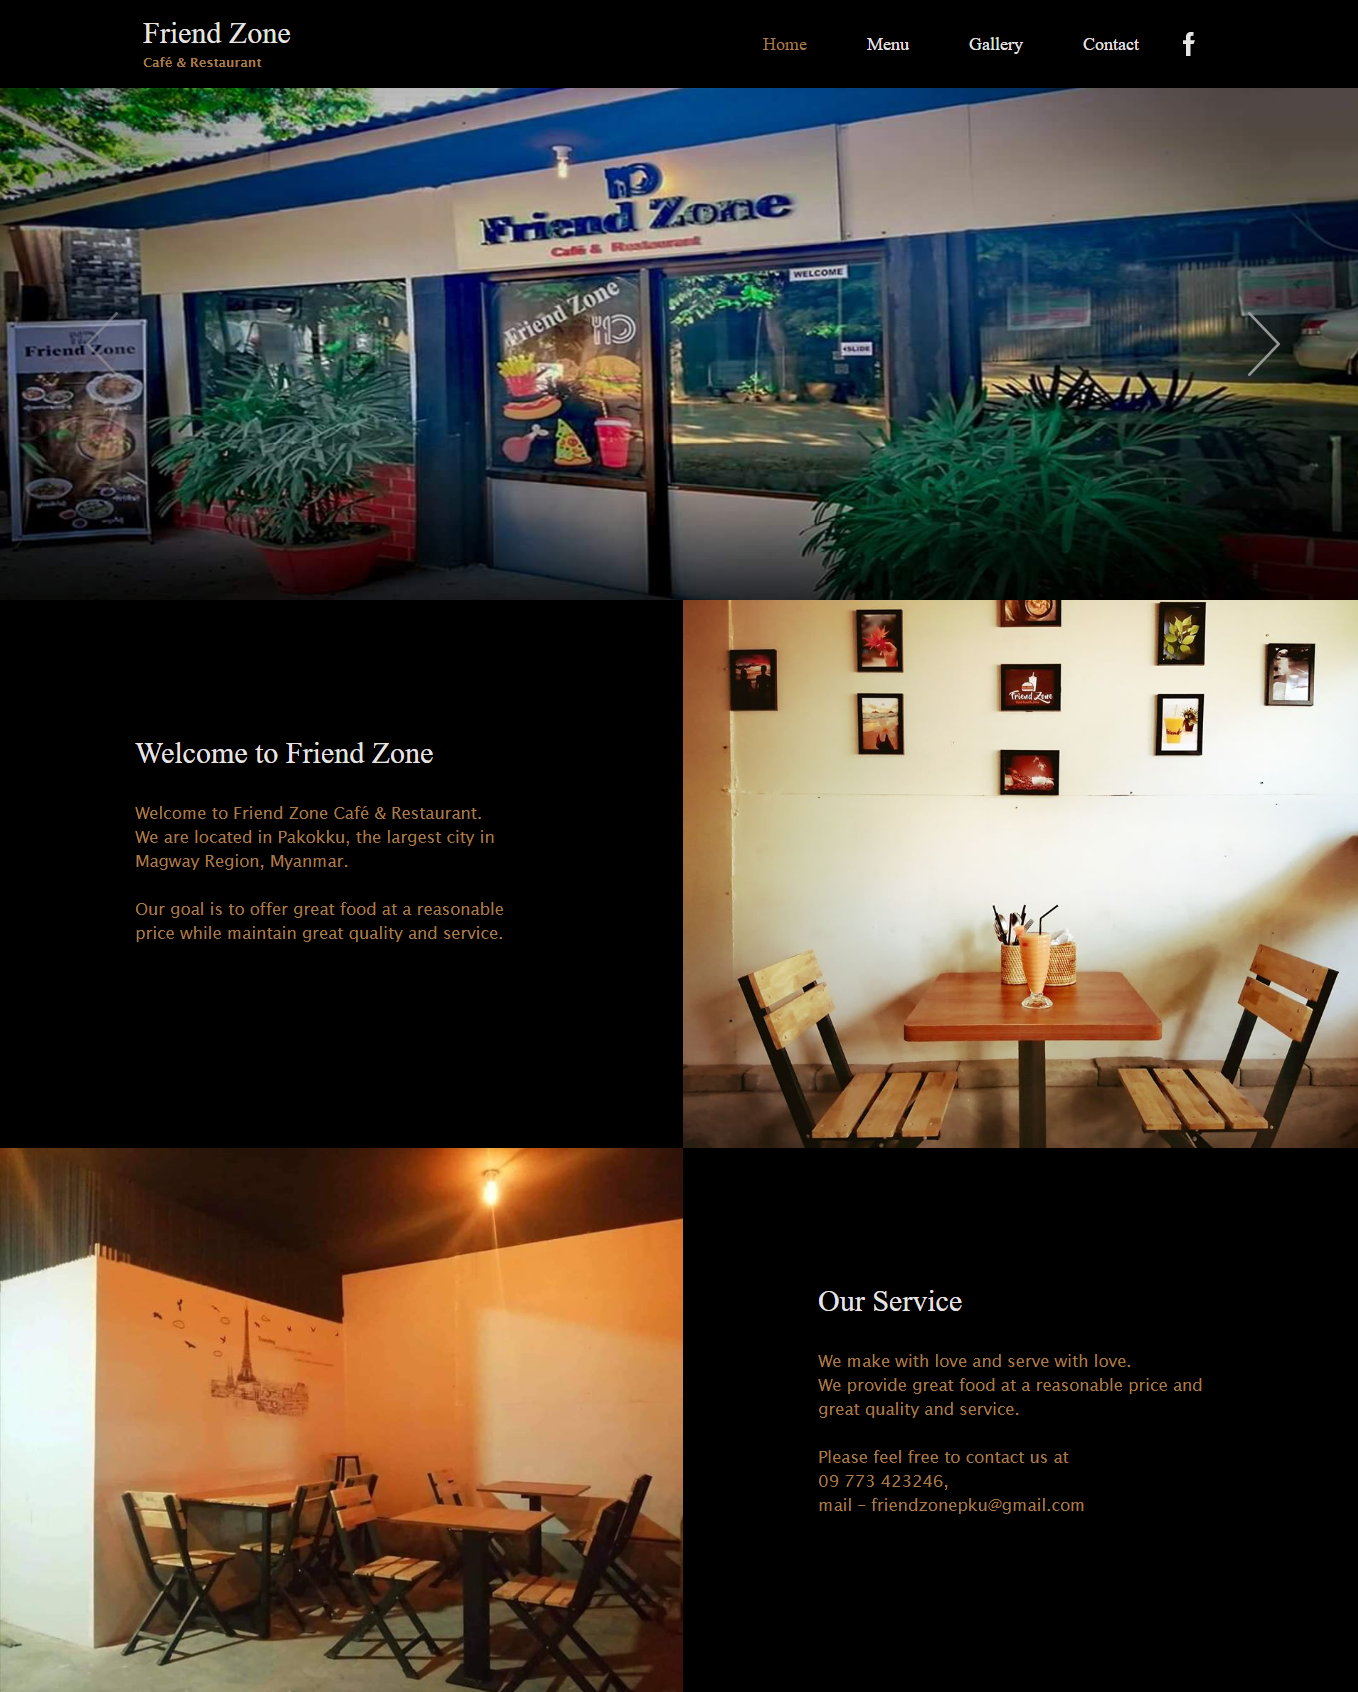 Friend Zone
Café & Restaurant
Home
Menu
Gallery
Contact
Friend Zone
Café & Restaurant
WELCOME
Friend Zone
SLIDE
Friend Zone
Welcome to Friend Zone
Welcome to Friend Zone Café & Restaurant.
We are located in Pakokku, the largest city in
Magway Region, Myanmar.
Our goal is to offer great food at a reasonable
price while maintain great quality and service.
Friend Zone
Our Service
We make with love and serve with love.
We provide great food at a reasonable price and
great quality and service.
Please feel free to contact us at
09 773 423246,
mail – friendzonepku@gmail.com